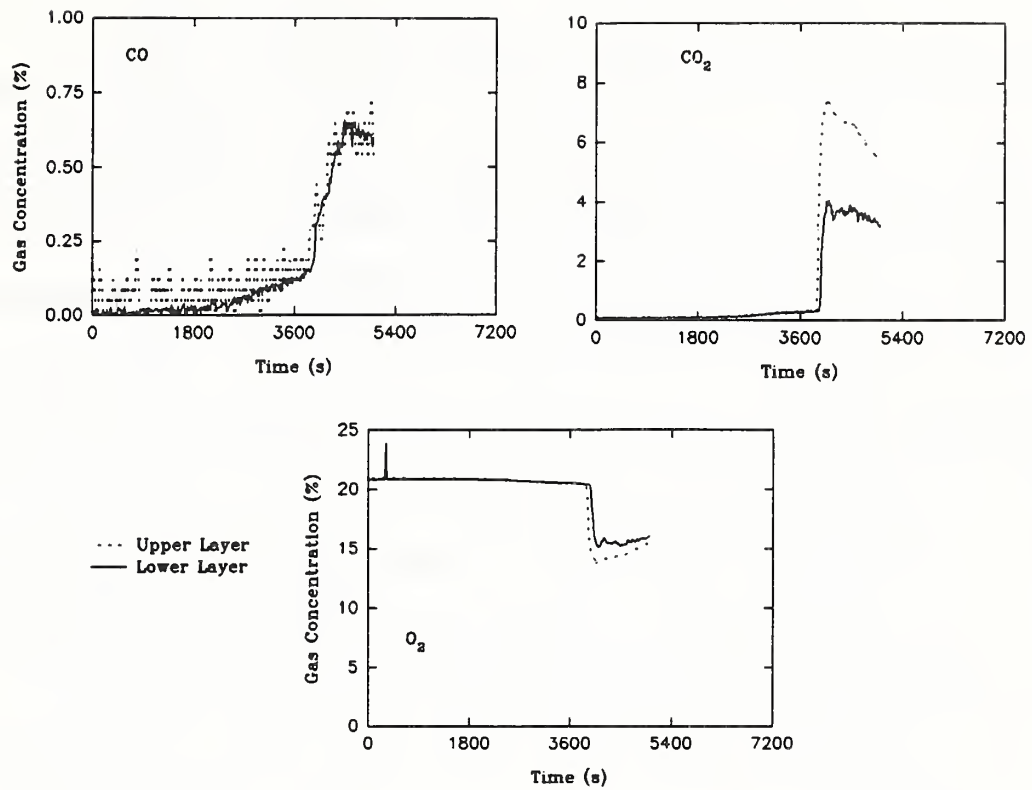 1.00
0.75
0.50
0.25
0.00
CO
Gas Concentration (%)
0 1800 3600 5400 7200
Time (s)
10
8
6
4
2
0
CO₂
0 1800 3600 5400 7200
Time (s)
25
20
15
10
5
0
O₂
Gas Concentration (%)
0 1800 3600 5400 7200
Time (s)
Upper Layer
Lower Layer